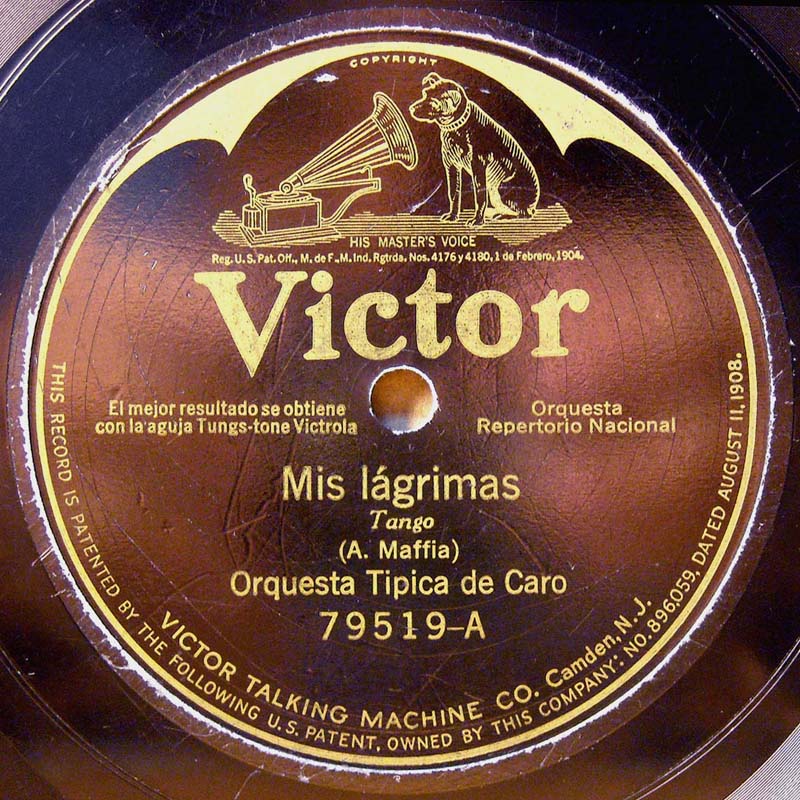 COPYRIGHT
HIS MASTER'S VOICE
Reg. U.S. Pat. Off., M. de F., M. Ind. Rgtrda. Nos. 4176 y 4180, 1 de Febrero, 1904.
Victor
El mejor resultado se obtiene
con la aguja Tungs-tone Victrola
Orquesta
Repertorio Nacional
Mis lágrimas
Tango
(A. Maffia)
Orquesta Tipica de Caro
79519-A
VICTOR TALKING MACHINE CO. Camden, N.J.
THIS RECORD IS PATENTED BY THE FOLLOWING U.S. PATENT, OWNED BY THIS COMPANY: NO. 896,059, DATED AUGUST 11, 1908.